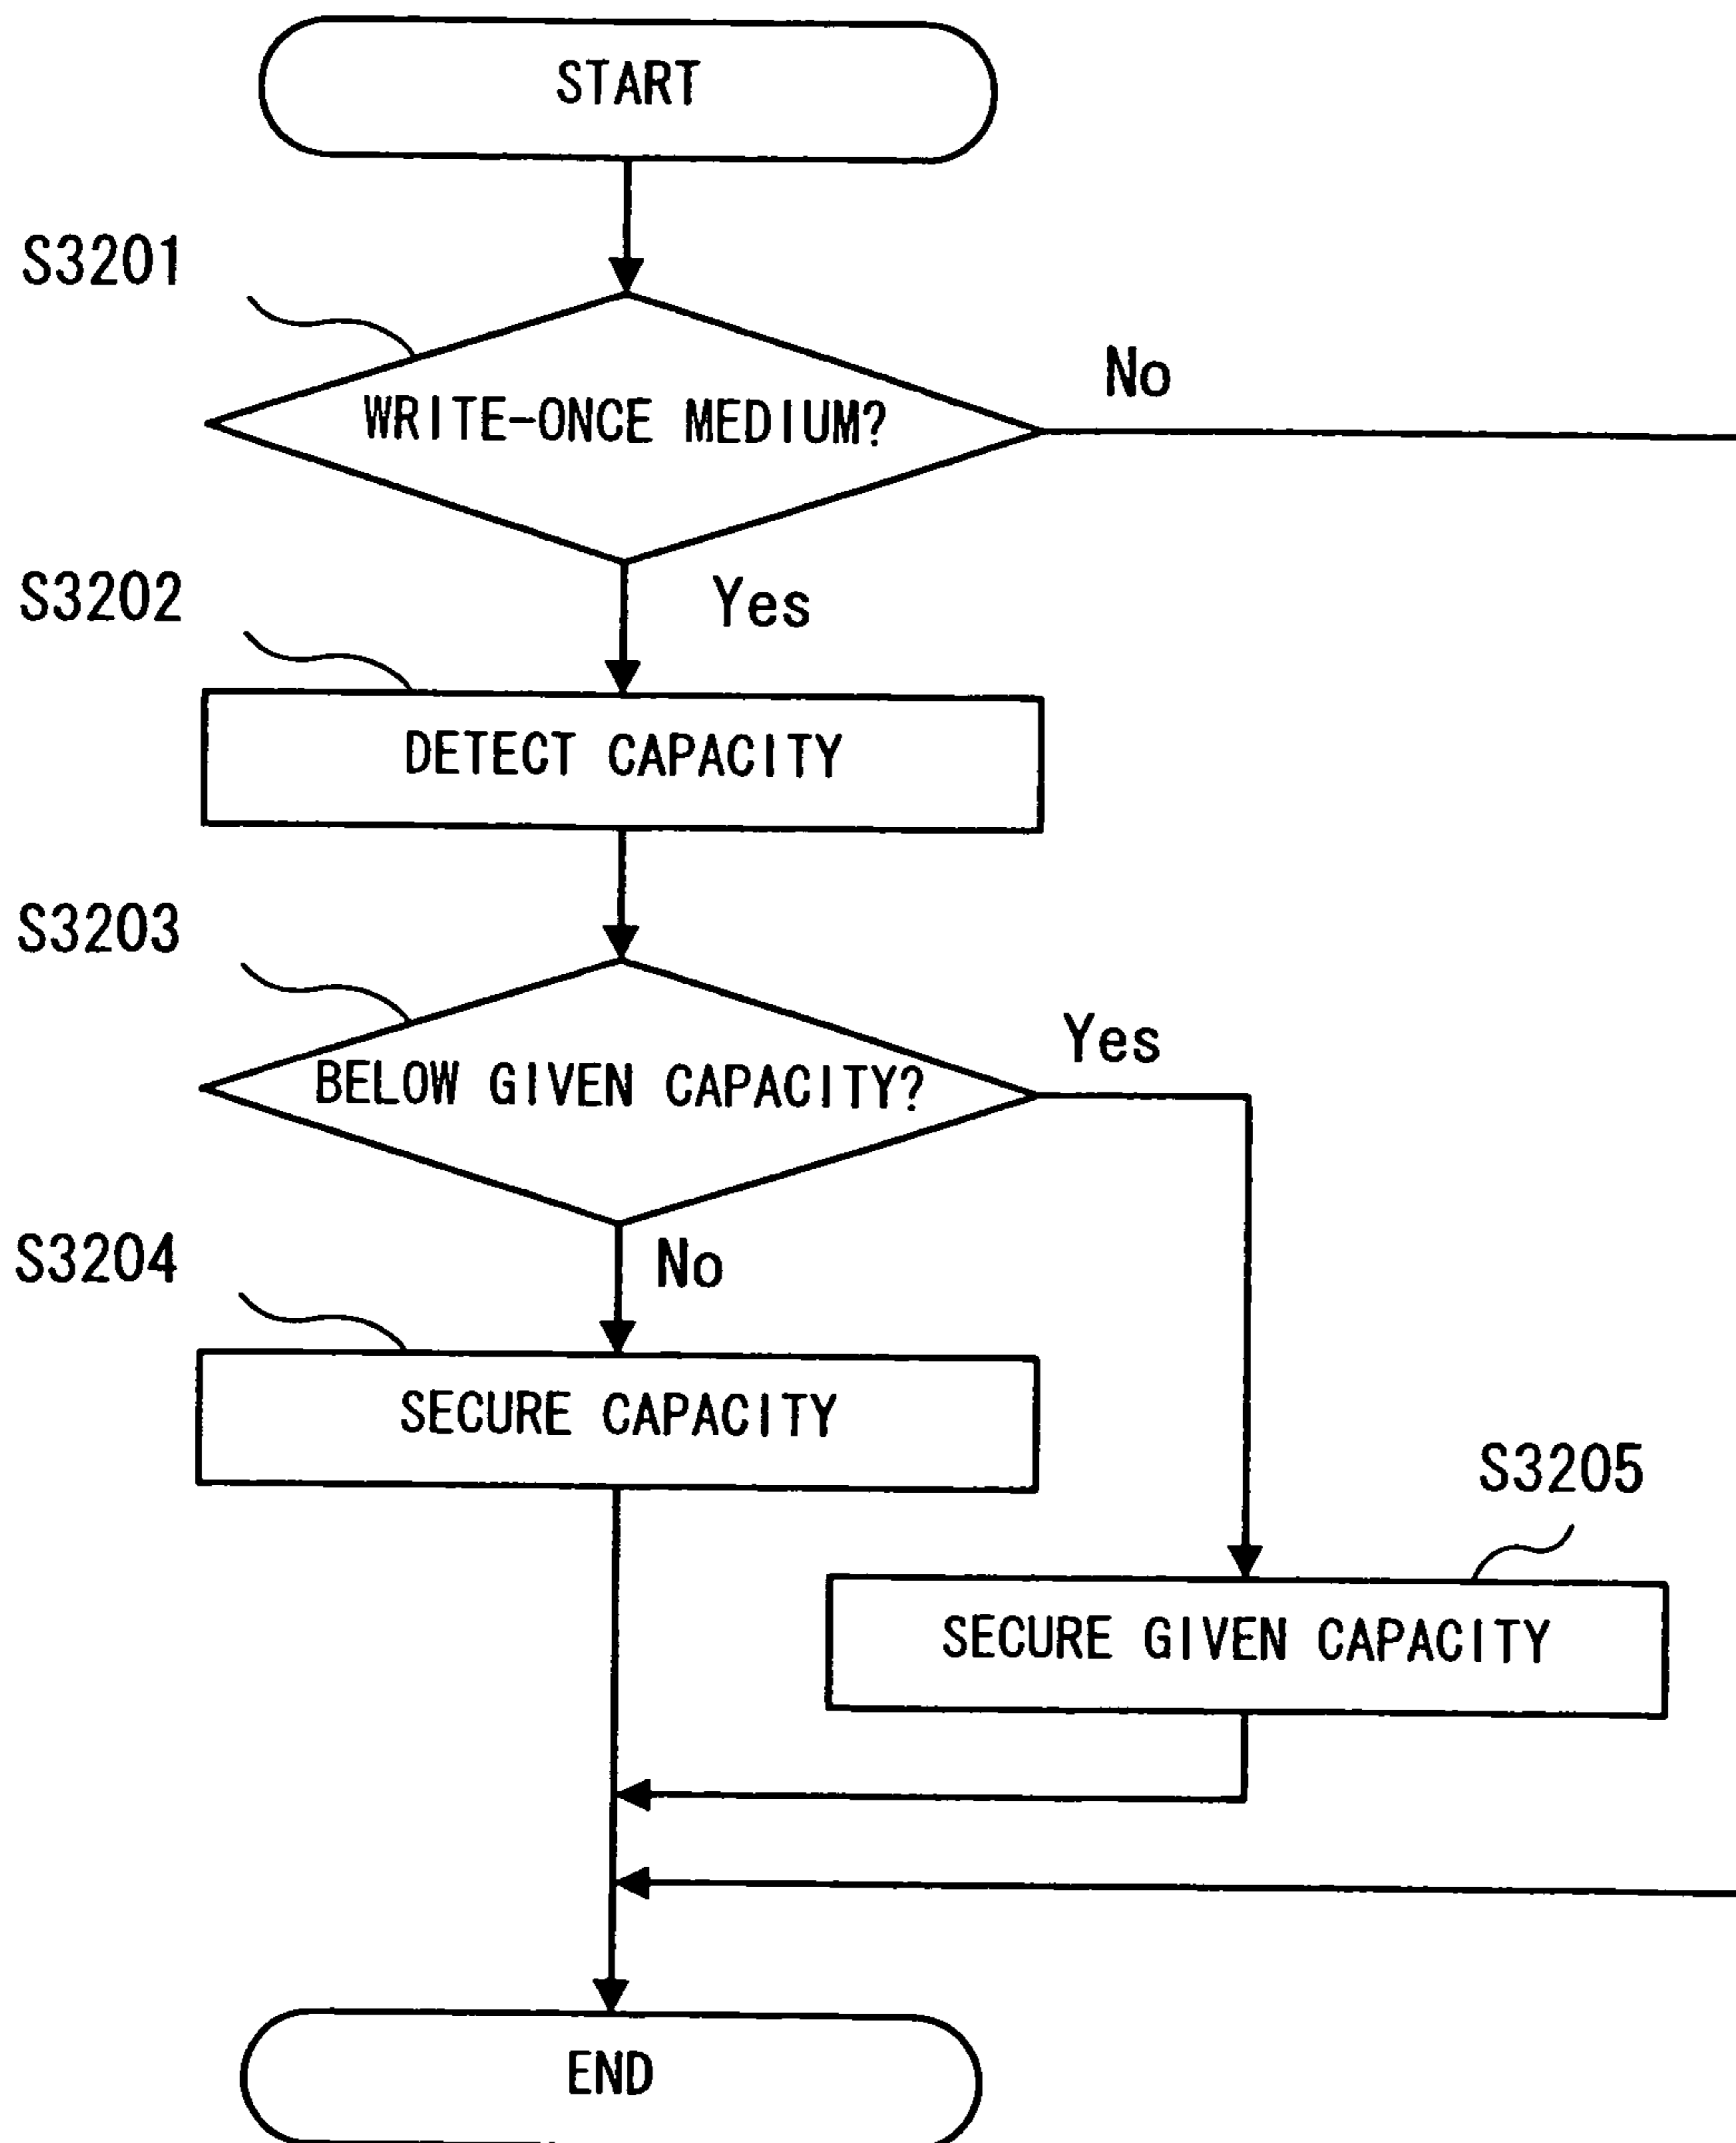 START
S3201
No
WRITE-ONCE MEDIUM?
S3202
Yes
DETECT CAPACITY
S3203
Yes
BELOW GIVEN CAPACITY?
S3204
No
SECURE CAPACITY
S3205
SECURE GIVEN CAPACITY
END